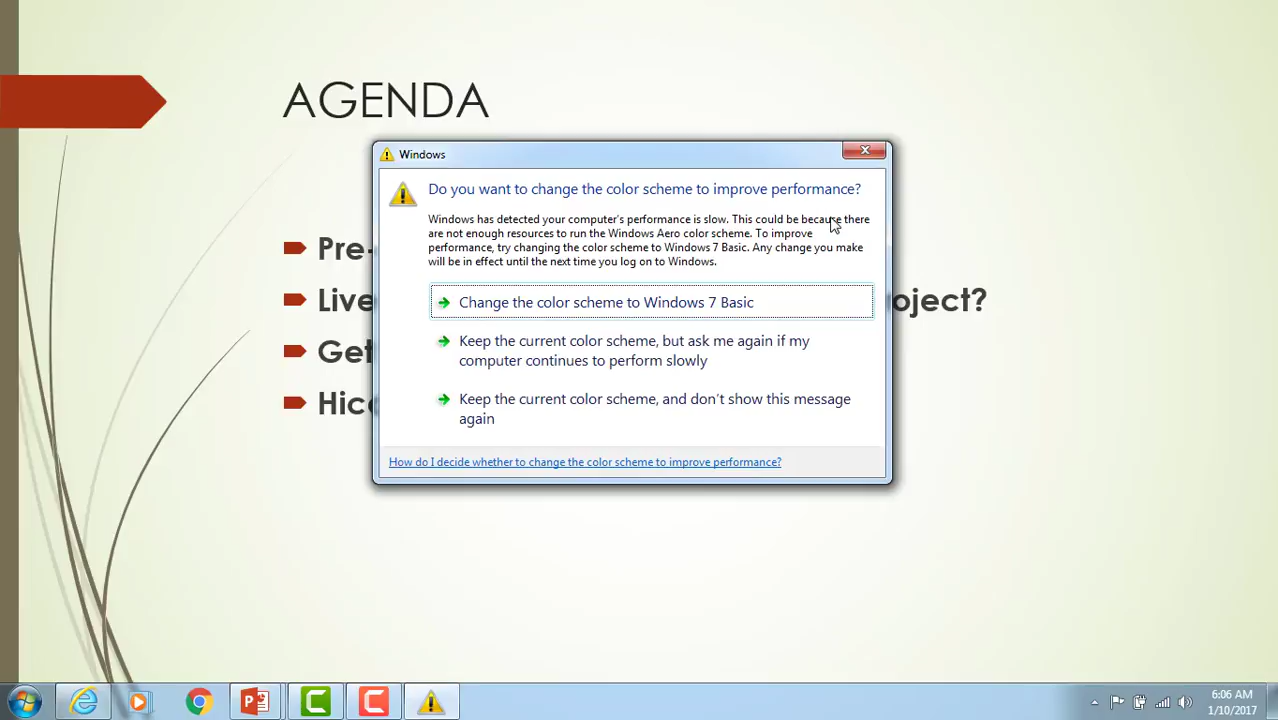 AGENDA
Windows
Do you want to change the color scheme to improve performance?
Windows has detected your computer's performance is slow. This could be because there
are not enough resources to run the Windows Aero color scheme. To improve
performance, try changing the color scheme to Windows 7 Basic. Any change you make
will be in effect until the next time you log on to Windows.
Pre-
Live
oject?
Get
Hicc
Change the color scheme to Windows 7 Basic
Keep the current color scheme, but ask me again if my
computer continues to perform slowly
Keep the current color scheme, and don't show this message
again
How do I decide whether to change the color scheme to improve performance?
6:06 AM
1/10/2017